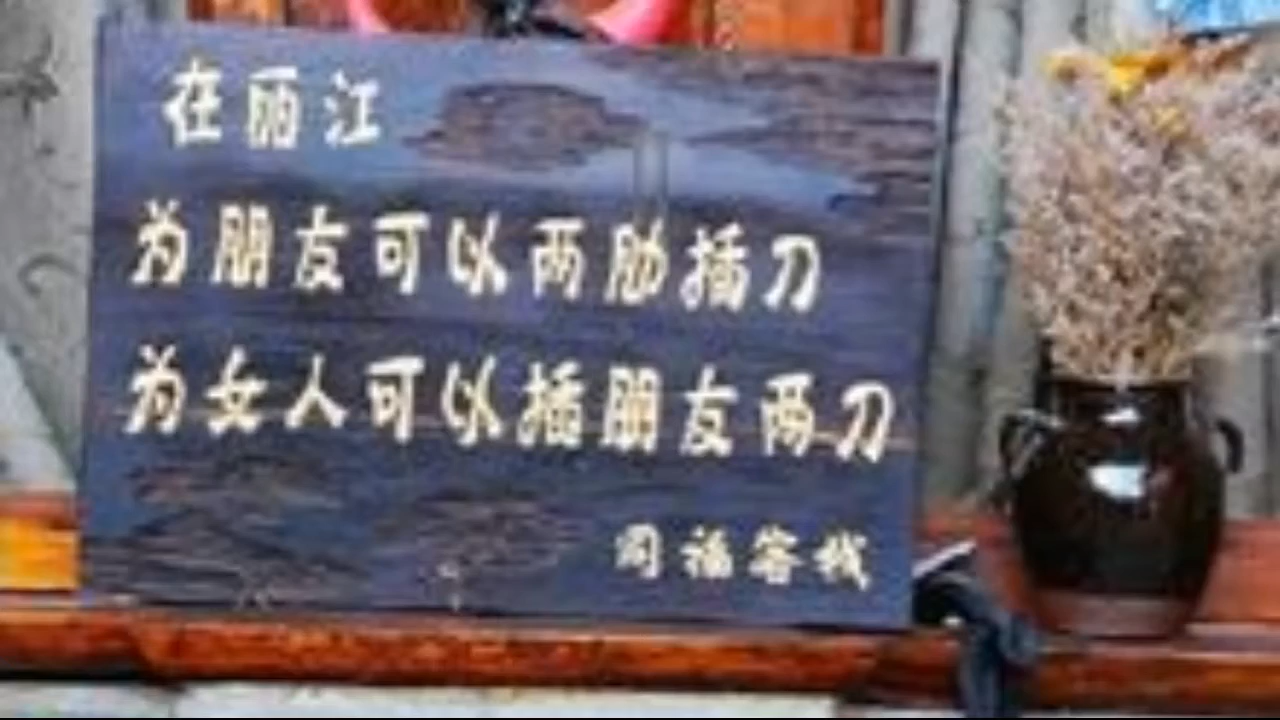 在丽江
为朋友可以两肋插刀
为女人可以插朋友两刀
同福客栈